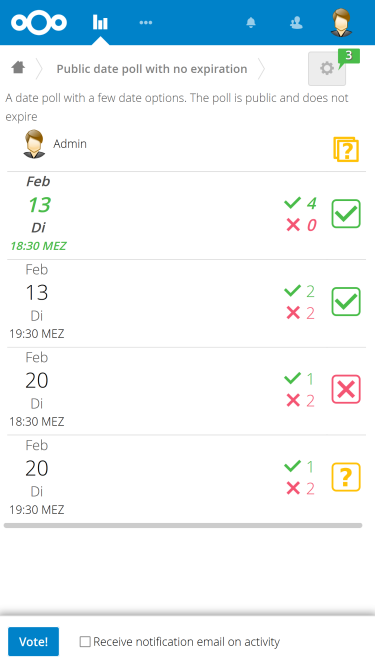 3
Public date poll with no expiration
A date poll with a few date options. The poll is public and does not
expire
Admin
?
Feb
13
Di
18:30 MEZ
4
0
Feb
13
Di
19:30 MEZ
2
2
Feb
20
Di
18:30 MEZ
1
2
Feb
20
Di
19:30 MEZ
1
2
?
Vote!
Receive notification email on activity